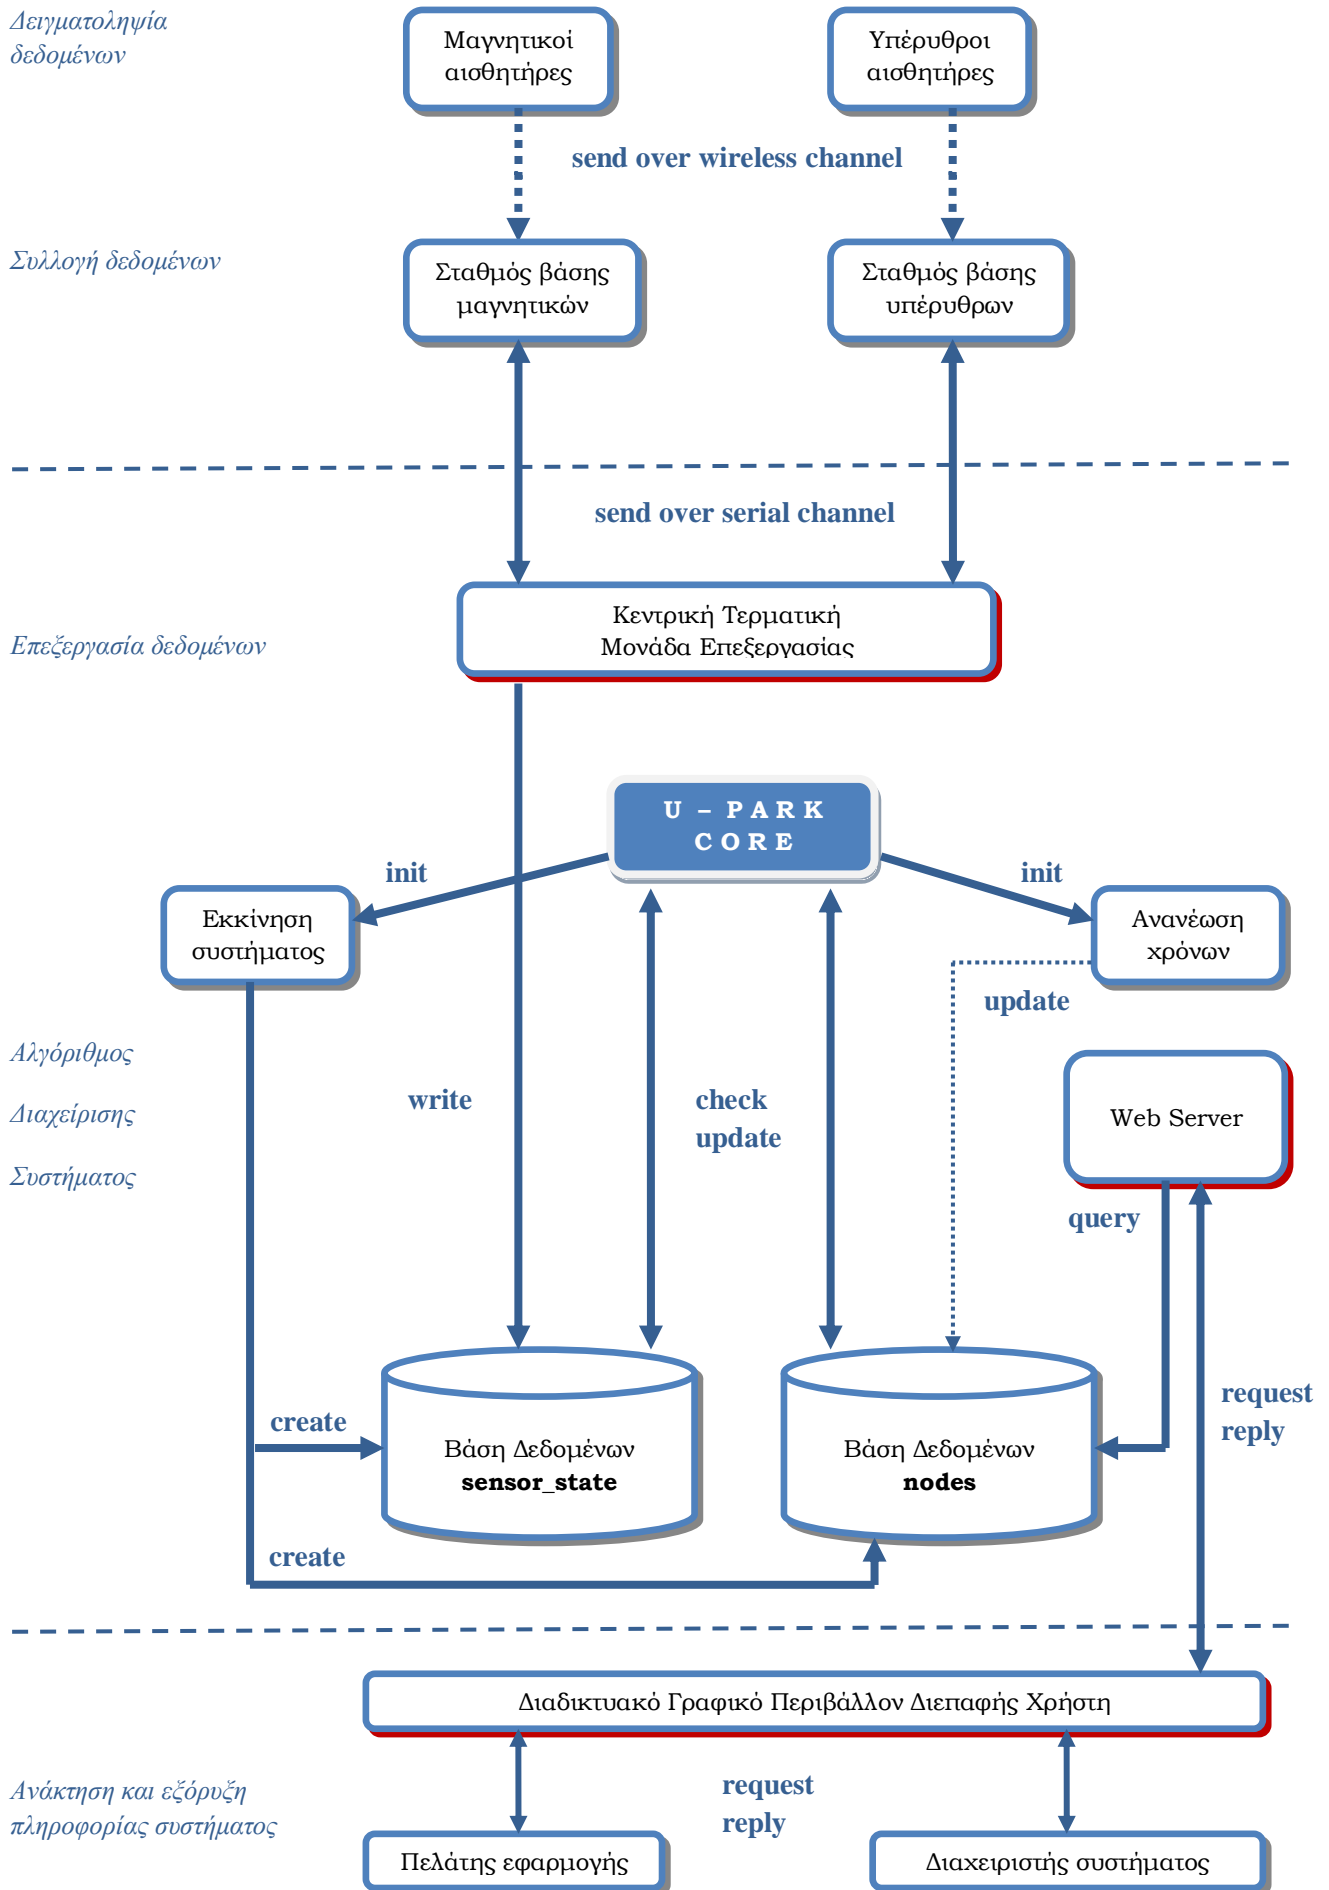 Δειγματοληψία
δεδομένων
Μαγνητικοί
αισθητήρες
Υπέρυθροι
αισθητήρες
send over wireless channel
Συλλογή δεδομένων
Σταθμός βάσης
μαγνητικών
Σταθμός βάσης
υπέρυθρων
send over serial channel
Επεξεργασία δεδομένων
Κεντρική Τερματική
Μονάδα Επεξεργασίας
U – PARK
CORE
init
init
Εκκίνηση
συστήματος
Ανανέωση
χρόνων
update
Αλγόριθμος
Διαχείρισης
Συστήματος
write
check
update
Web Server
query
request
reply
create
Βάση Δεδομένων
sensor_state
Βάση Δεδομένων
nodes
create
Διαδικτυακό Γραφικό Περιβάλλον Διεπαφής Χρήστη
Ανάκτηση και εξόρυξη
πληροφορίας συστήματος
request
reply
Πελάτης εφαρμογής
Διαχειριστής συστήματος